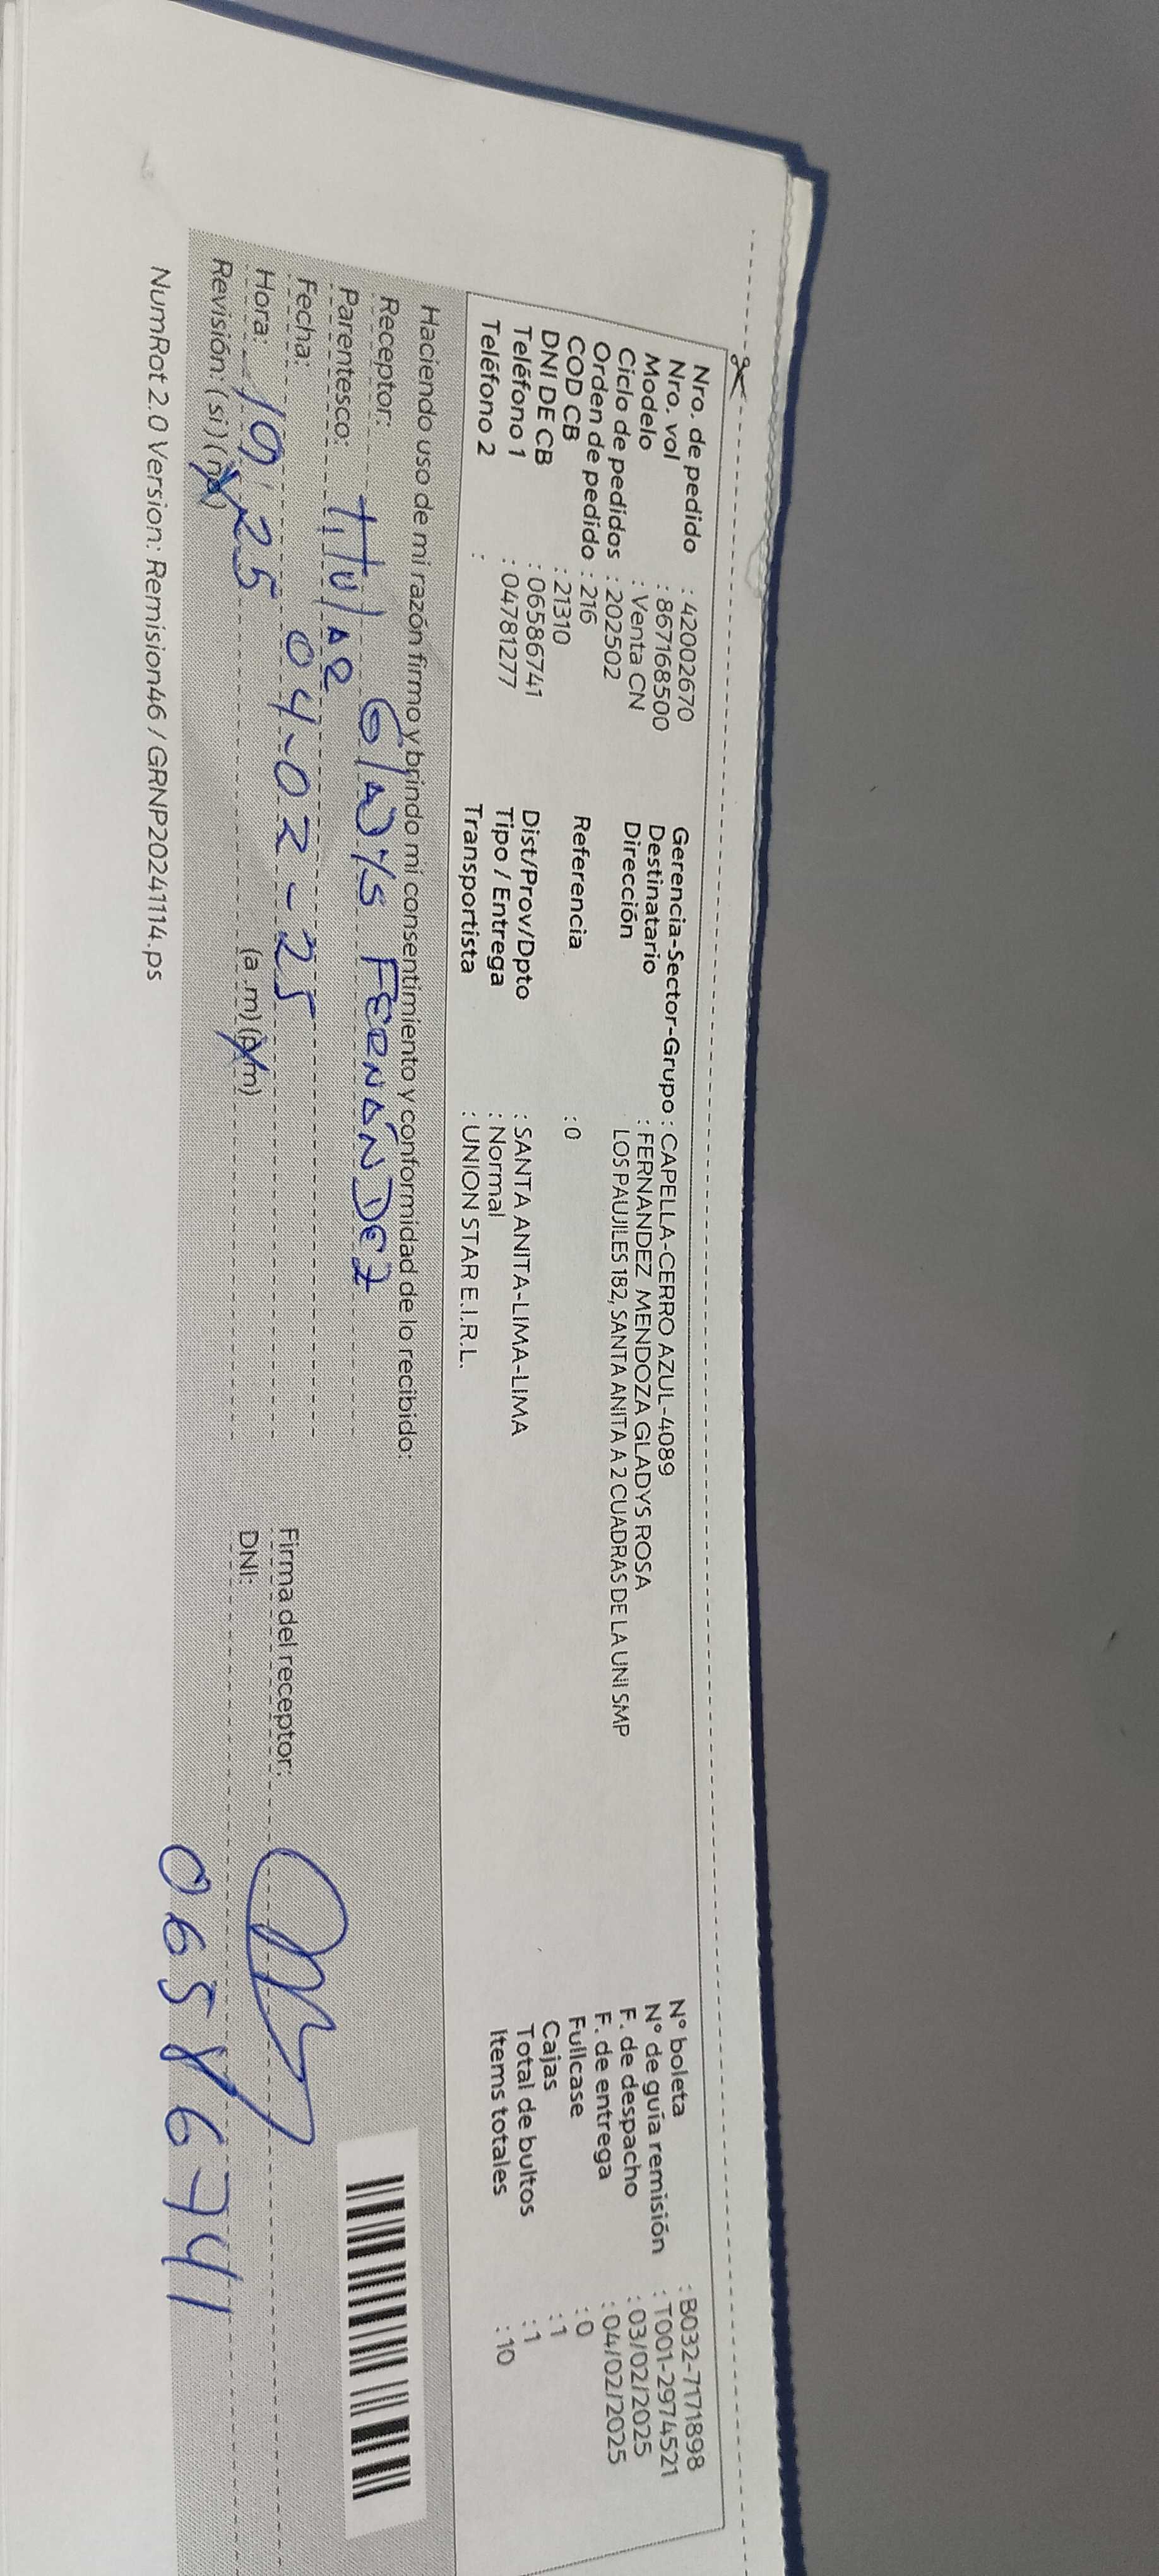 Nro. de pedido : 42002670
Nro. vol : 867168500
Modelo : Venta CN
Ciclo de pedidos : 202502
Orden de pedido : 216
COD CB : 21310
DNI DE CB : 06586741
Teléfono 1 : 04781277
Teléfono 2 :
Gerencia-Sector-Grupo : CAPELLA-CERRO AZUL-4089
Destinatario : FERNANDEZ MENDOZA GLADYS ROSA
Dirección : LOS PAUJILES 182, SANTA ANITA A 2 CUADRAS DE LA UNI SMP
Referencia : 0
Dist/Prov/Dpto : SANTA ANITA-LIMA-LIMA
Tipo / Entrega : Normal
Transportista : UNION STAR E.I.R.L.
N° boleta : B032-7171898
N° de guía remisión : T001-2974521
F. de despacho : 03/02/2025
F. de entrega : 04/02/2025
Fullcase : 0
Cajas : 1
Total de bultos : 1
Items totales : 10
Haciendo uso de mi razón firmo y brindo mi consentimiento y conformidad de lo recibido:
Receptor: GlADYS FERNÁNDEZ
Parentesco: titulAR
Fecha: 04-02-25
Hora: 19:25 (a.m) (p.m)
Revisión: (si) (no)
Firma del receptor:
DNI: 06586741
NumRot 2.0 Version: Remision46 / GRNP20241114.ps